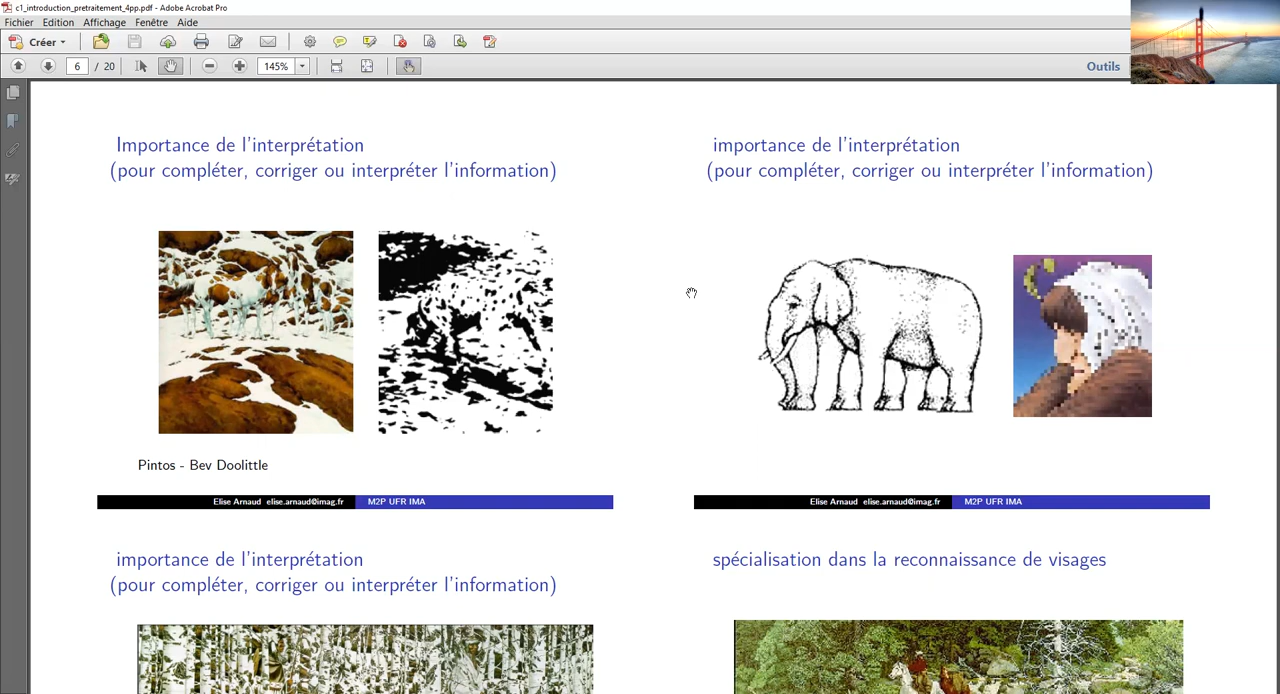 c1_introduction_pretraitement_4pp.pdf - Adobe Acrobat Pro
Fichier Edition Affichage Fenêtre Aide
Créer
6 / 20 145% Outils
Importance de l'interprétation
(pour compléter, corriger ou interpréter l'information)
Pintos - Bev Doolittle
Elise Arnaud elise.arnaud@imag.fr M2P UFR IMA
importance de l'interprétation
(pour compléter, corriger ou interpréter l'information)
Elise Arnaud elise.arnaud@imag.fr M2P UFR IMA
importance de l'interprétation
(pour compléter, corriger ou interpréter l'information)
spécialisation dans la reconnaissance de visages